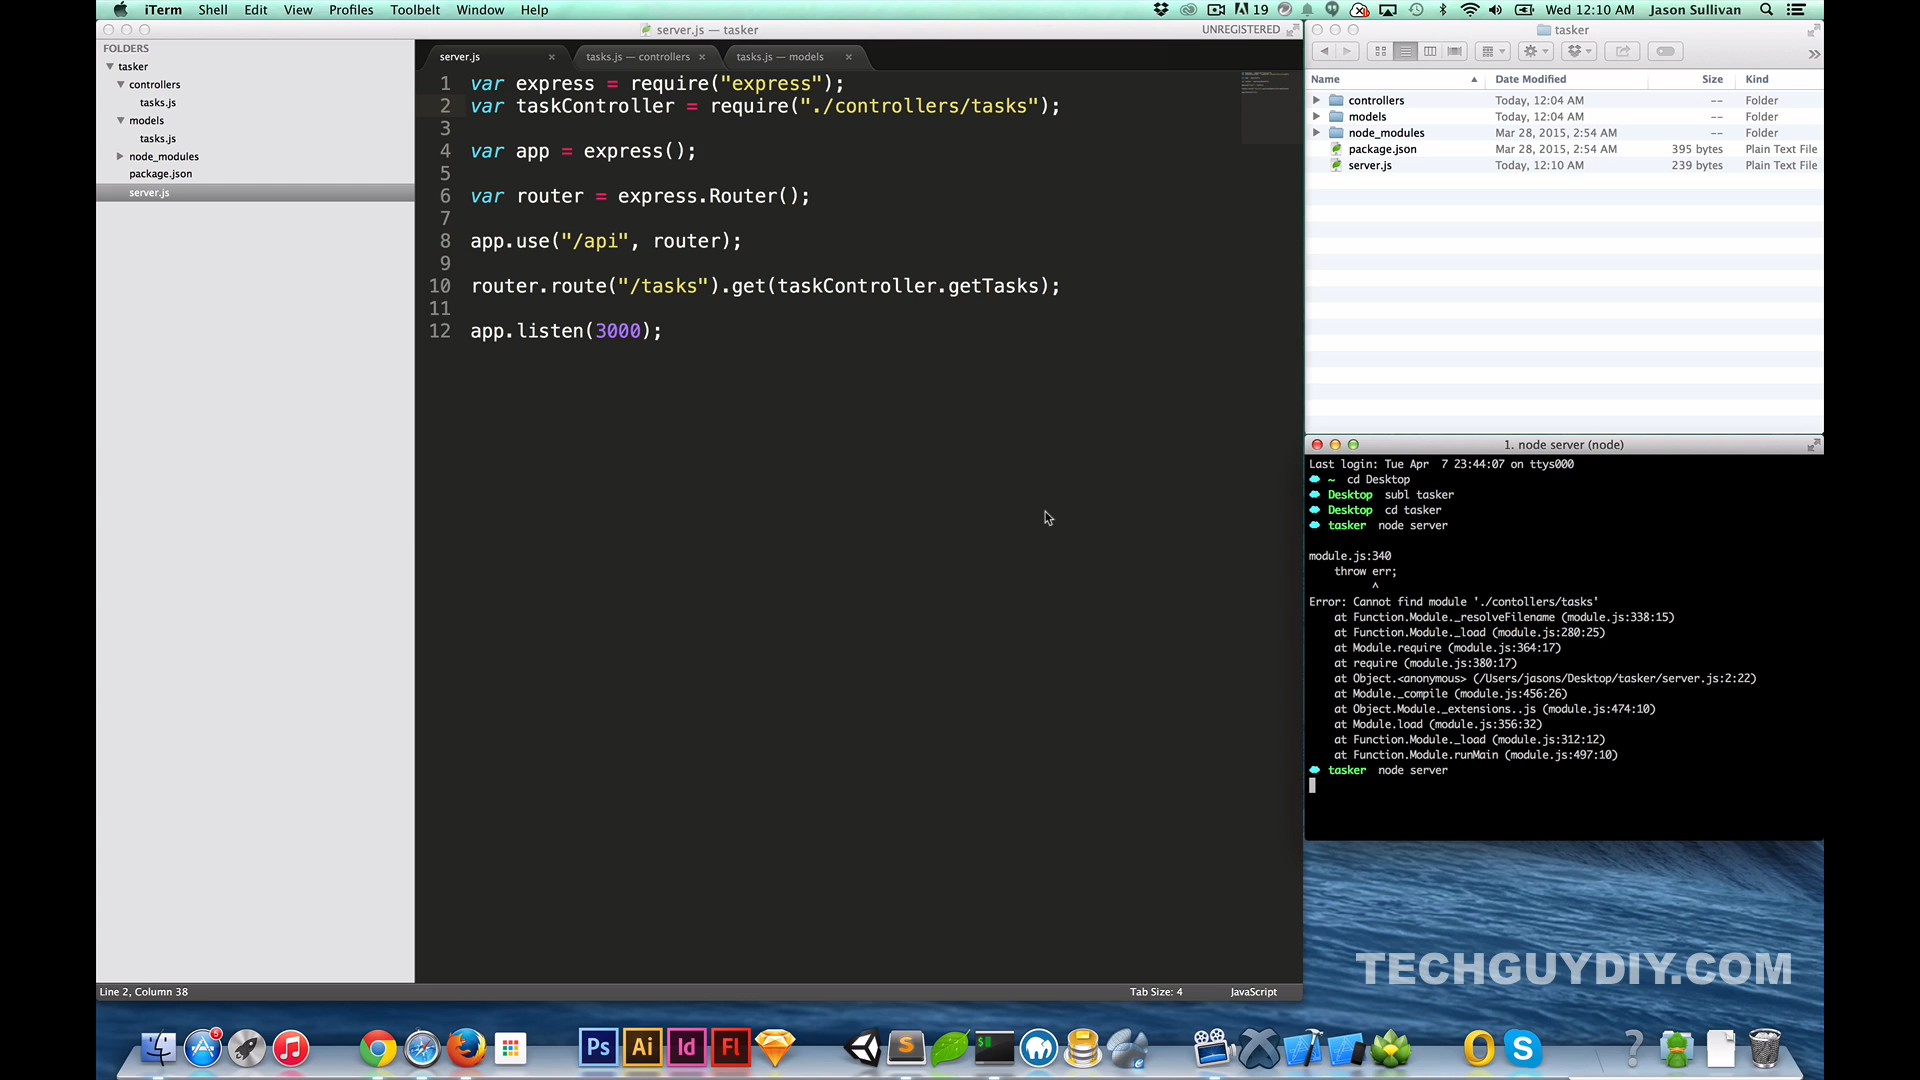 iTerm Shell Edit View Profiles Toolbelt Window Help
19 Wed 12:10 AM Jason Sullivan
server.js — tasker
UNREGISTERED
FOLDERS
tasker
controllers
tasks.js
models
tasks.js
node_modules
package.json
server.js
server.js
tasks.js — controllers
tasks.js — models
1 var express = require("express");
2 var taskController = require("./controllers/tasks");
3
4 var app = express();
5
6 var router = express.Router();
7
8 app.use("/api", router);
9
10 router.route("/tasks").get(taskController.getTasks);
11
12 app.listen(3000);
Line 2, Column 38
Tab Size: 4
JavaScript
tasker
Name Date Modified Size Kind
controllers Today, 12:04 AM -- Folder
models Today, 12:04 AM -- Folder
node_modules Mar 28, 2015, 2:54 AM -- Folder
package.json Mar 28, 2015, 2:54 AM 395 bytes Plain Text File
server.js Today, 12:10 AM 239 bytes Plain Text File
1. node server (node)
Last login: Tue Apr 7 23:44:07 on ttys000
~ cd Desktop
Desktop subl tasker
Desktop cd tasker
tasker node server
module.js:340
throw err;
^
Error: Cannot find module './contollers/tasks'
at Function.Module._resolveFilename (module.js:338:15)
at Function.Module._load (module.js:280:25)
at Module.require (module.js:364:17)
at require (module.js:380:17)
at Object.<anonymous> (/Users/jasons/Desktop/tasker/server.js:2:22)
at Module._compile (module.js:456:26)
at Object.Module._extensions..js (module.js:474:10)
at Module.load (module.js:356:32)
at Function.Module._load (module.js:312:12)
at Function.Module.runMain (module.js:497:10)
tasker node server
TECHGUYDIY.COM
Ps Ai Id Fl